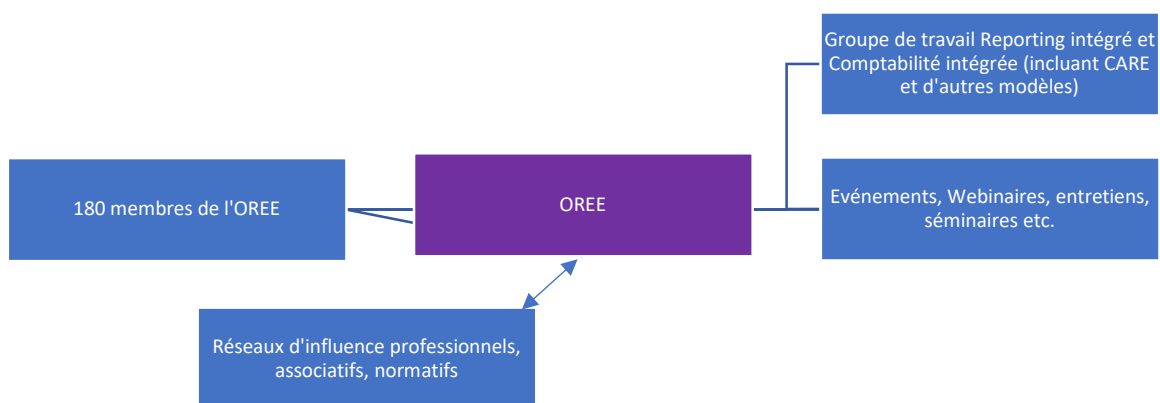 Groupe de travail Reporting intégré et
Comptabilité intégrée (incluant CARE
et d'autres modèles)
180 membres de l'OREE
OREE
Evénements, Webinaires, entretiens,
séminaires etc.
Réseaux d'influence professionnels,
associatifs, normatifs